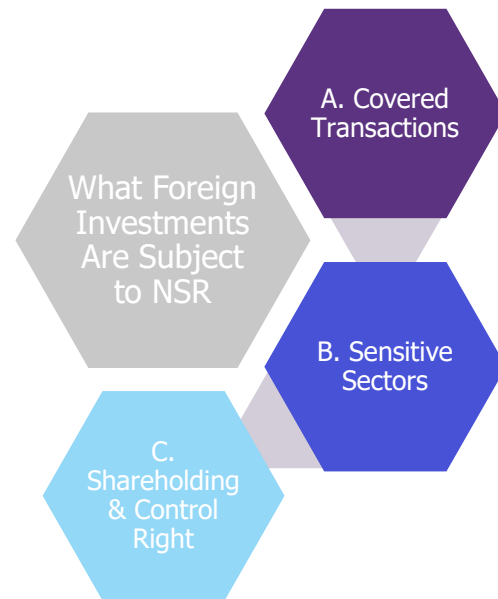 What Foreign
Investments
Are Subject
to NSR
A. Covered
Transactions
B. Sensitive
Sectors
C.
Shareholding
& Control
Right